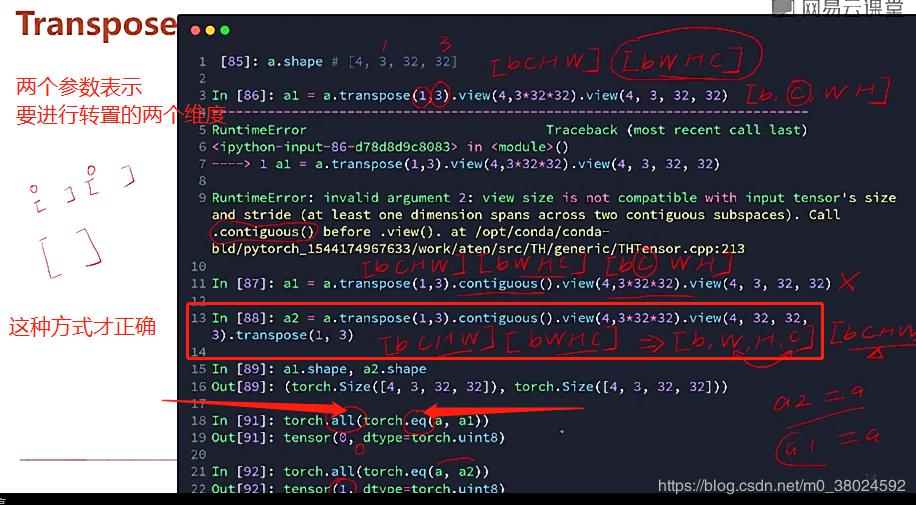 网易云课堂
Transpose
两个参数表示
要进行转置的两个维度
这种方式才正确
1 [85]: a.shape # [4, 3, 32, 32]
1 3
[bCHW] [bWHC]
2
3 In [86]: a1 = a.transpose(1,3).view(4,3*32*32).view(4, 3, 32, 32)
[b, C, W H]
5 RuntimeError Traceback (most recent call last)
6 <ipython-input-86-d78d8d9c8083> in <module>()
7 ----> 1 a1 = a.transpose(1,3).view(4,3*32*32).view(4, 3, 32, 32)
8
9 RuntimeError: invalid argument 2: view size is not compatible with input tensor's size
and stride (at least one dimension spans across two contiguous subspaces). Call
.contiguous() before .view(). at /opt/conda/conda-
bld/pytorch_1544174967633/work/aten/src/TH/generic/THTensor.cpp:213
10
[bCHW] [bWHC] [bC WH]
11 In [87]: a1 = a.transpose(1,3).contiguous().view(4,3*32*32).view(4, 3, 32, 32)
12
13 In [88]: a2 = a.transpose(1,3).contiguous().view(4,3*32*32).view(4, 32, 32,
3).transpose(1, 3)
[bCHW] [bWHC] ⇒ [b, W, H, C] [bCHW
14
15 In [89]: a1.shape, a2.shape
16 Out[89]: (torch.Size([4, 3, 32, 32]), torch.Size([4, 3, 32, 32]))
17
18 In [91]: torch.all(torch.eq(a, a1))
19 Out[91]: tensor(0, dtype=torch.uint8)
20
21 In [92]: torch.all(torch.eq(a, a2))
22 Out[92]: tensor(1, dtype=torch.uint8)
a2 = a
a1 = a
https://blog.csdn.net/m0_38024592